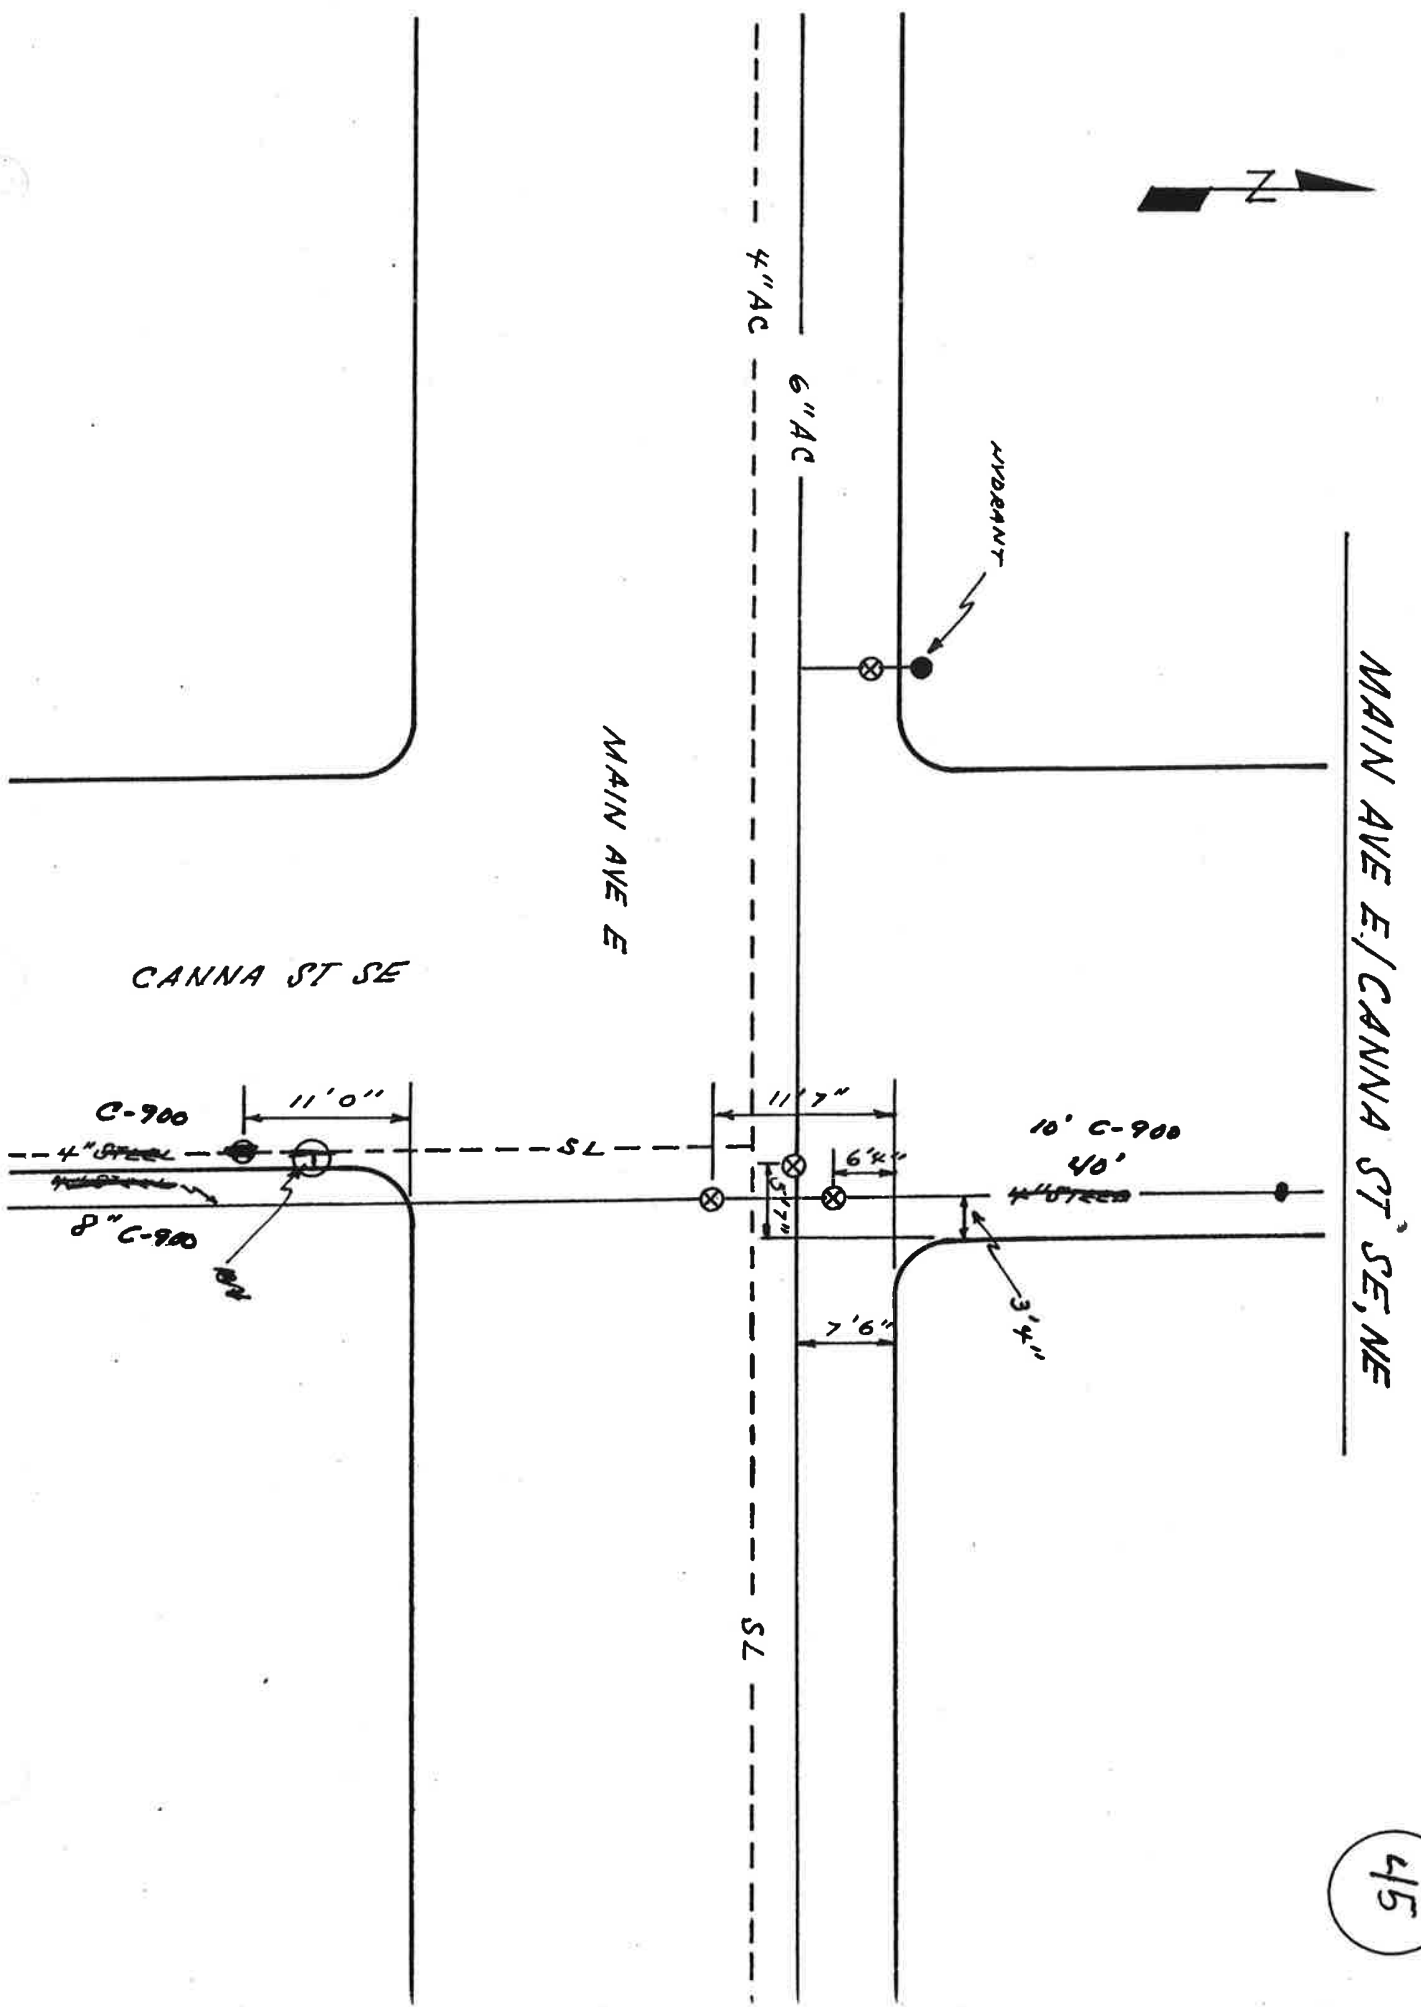 MAIN AVE E./CANNA ST SE, NE
45
N
HYDRANT
4" AC
6" AC
MAIN AVE E
CANNA ST SE
11'7"
6'4"
5'7"
3'4"
7'6"
11'0"
10' C-900
40'
4" STEEL
C-900
4" STEEL
8" C-900
SL
SL